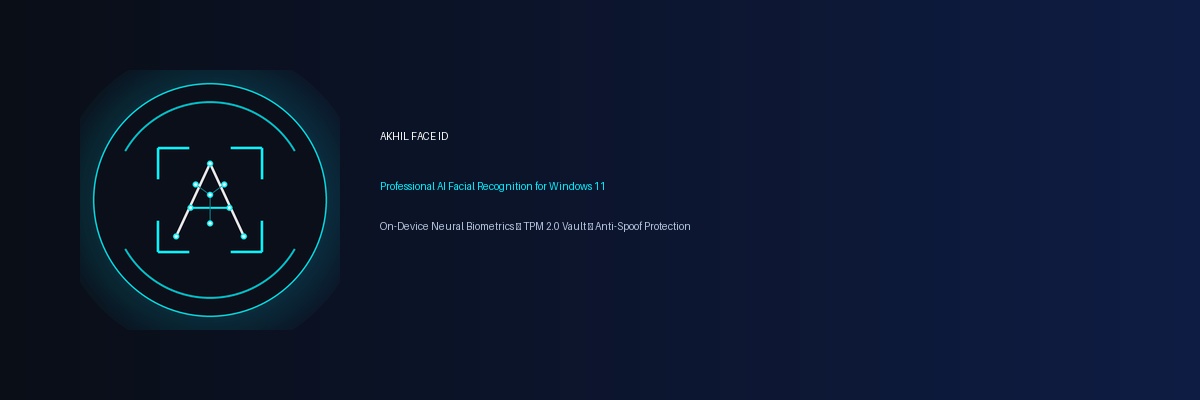 AKHIL FACE ID
Professional AI Facial Recognition for Windows 11
On-Device Neural Biometrics ▯ TPM 2.0 Vault ▯ Anti-Spoof Protection